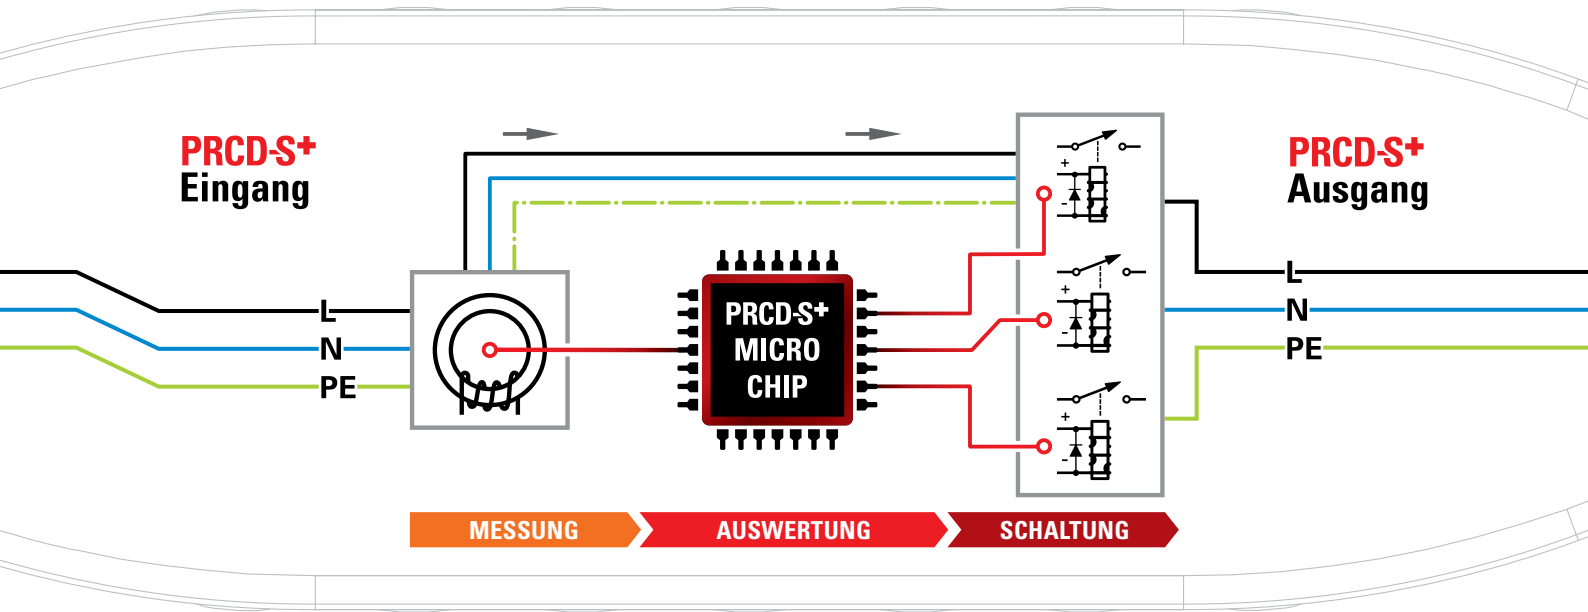 PRCD-S+
Eingang
PRCD-S+
Ausgang
L
N
PE
PRCD-S+
MICRO
CHIP
+
-
+
-
+
-
L
N
PE
MESSUNG
AUSWERTUNG
SCHALTUNG